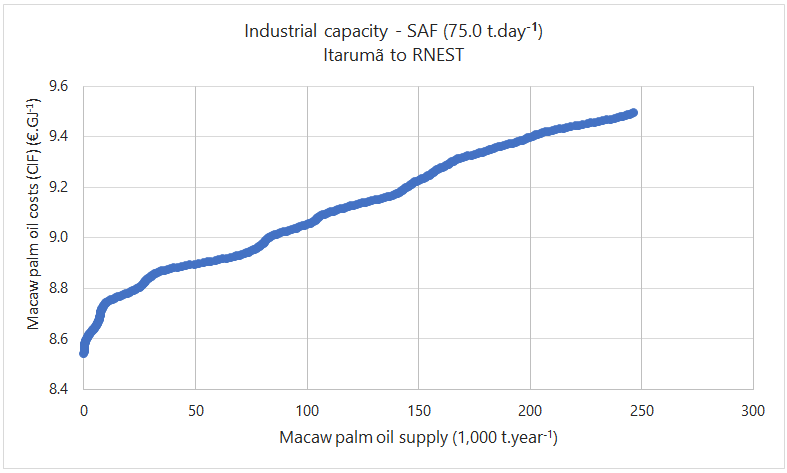 Industrial capacity - SAF (75.0 t.day⁻¹)
Itarumã to RNEST
Macaw palm oil costs (CIF) (€.GJ⁻¹)
9.6
9.4
9.2
9.0
8.8
8.6
8.4
0 50 100 150 200 250 300
Macaw palm oil supply (1,000 t.year⁻¹)